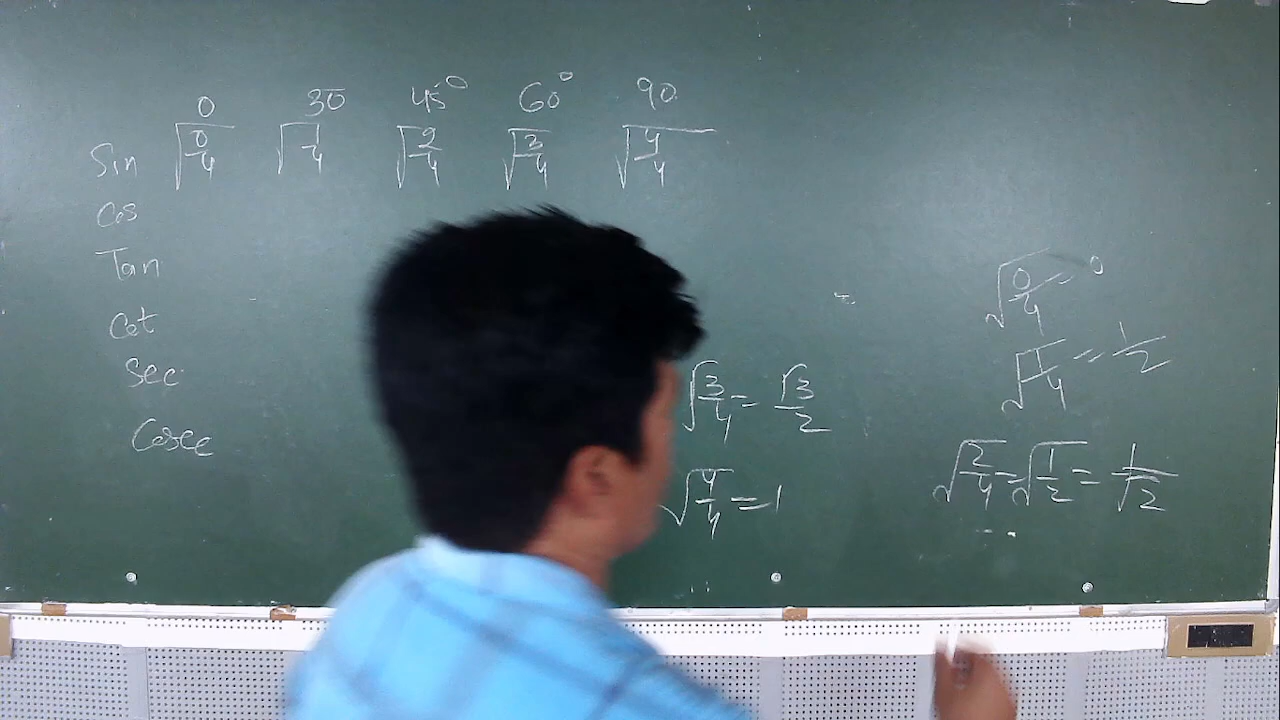 0 30 45° 60° 90
Sin √0/4 √1/4 √2/4 √3/4 √4/4
Cos
Tan
Cot
Sec
Cosec
√0/4 = 0
√1/4 = 1/2
√3/4 = √3/2
√2/4 = √1/2 = 1/√2
√4/4 = 1